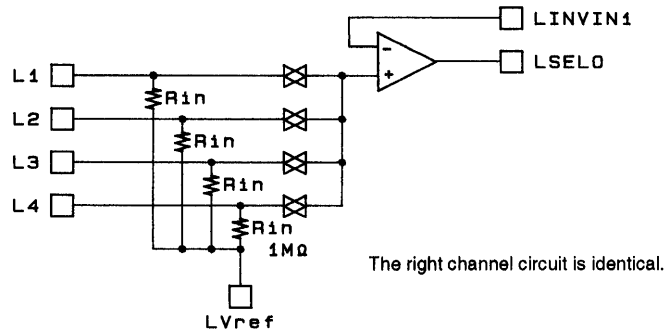 LINVIN1
LSELO
L1
Rin
L2
Rin
L3
Rin
L4
Rin
1MΩ
The right channel circuit is identical.
LVref